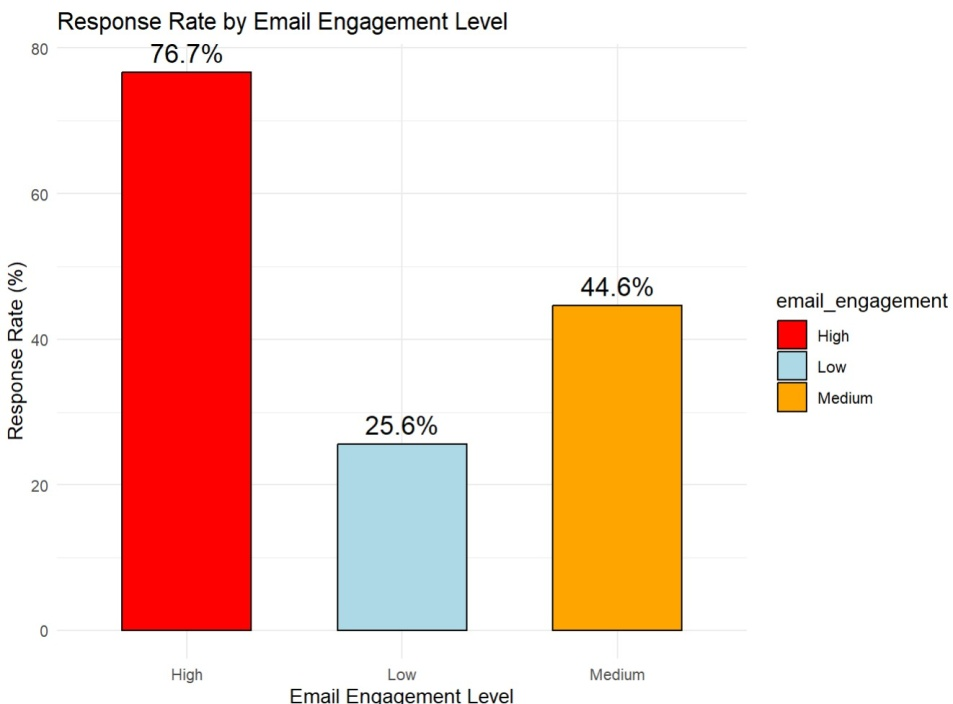 Response Rate by Email Engagement Level
80
60
40
20
0
Response Rate (%)
76.7%
25.6%
44.6%
High
Low
Medium
Email Engagement Level
email_engagement
High
Low
Medium